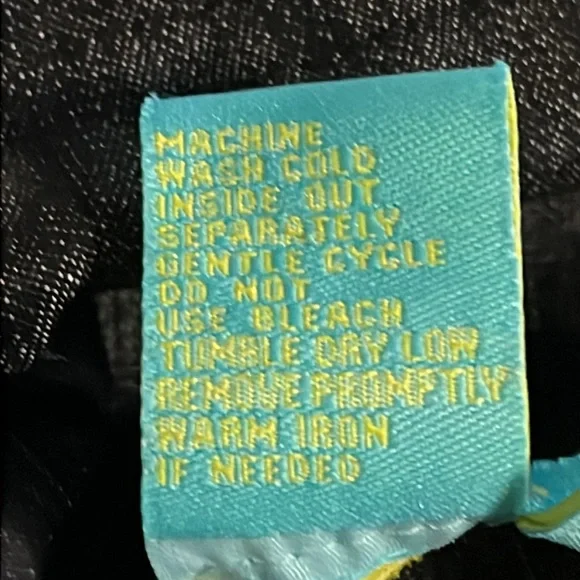 MACHINE
WASH COLD
INSIDE OUT
SEPARATELY
GENTLE CYCLE
DO NOT
USE BLEACH
TUMBLE DRY LOW
REMOVE PROMPTLY
WARM IRON
IF NEEDED